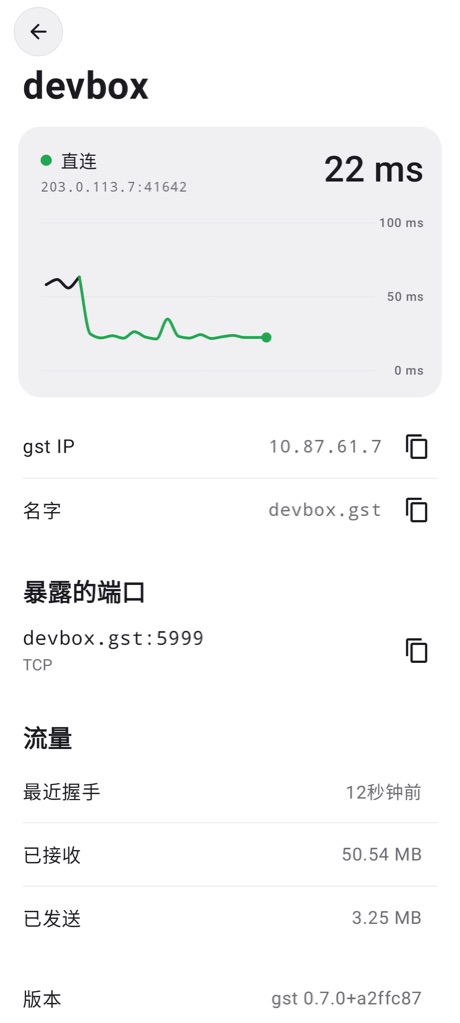 devbox
直连
22 ms
203.0.113.7:41642
100 ms
50 ms
0 ms
gst IP 10.87.61.7
名字 devbox.gst
暴露的端口
devbox.gst:5999
TCP
流量
最近握手 12秒钟前
已接收 50.54 MB
已发送 3.25 MB
版本 gst 0.7.0+a2ffc87